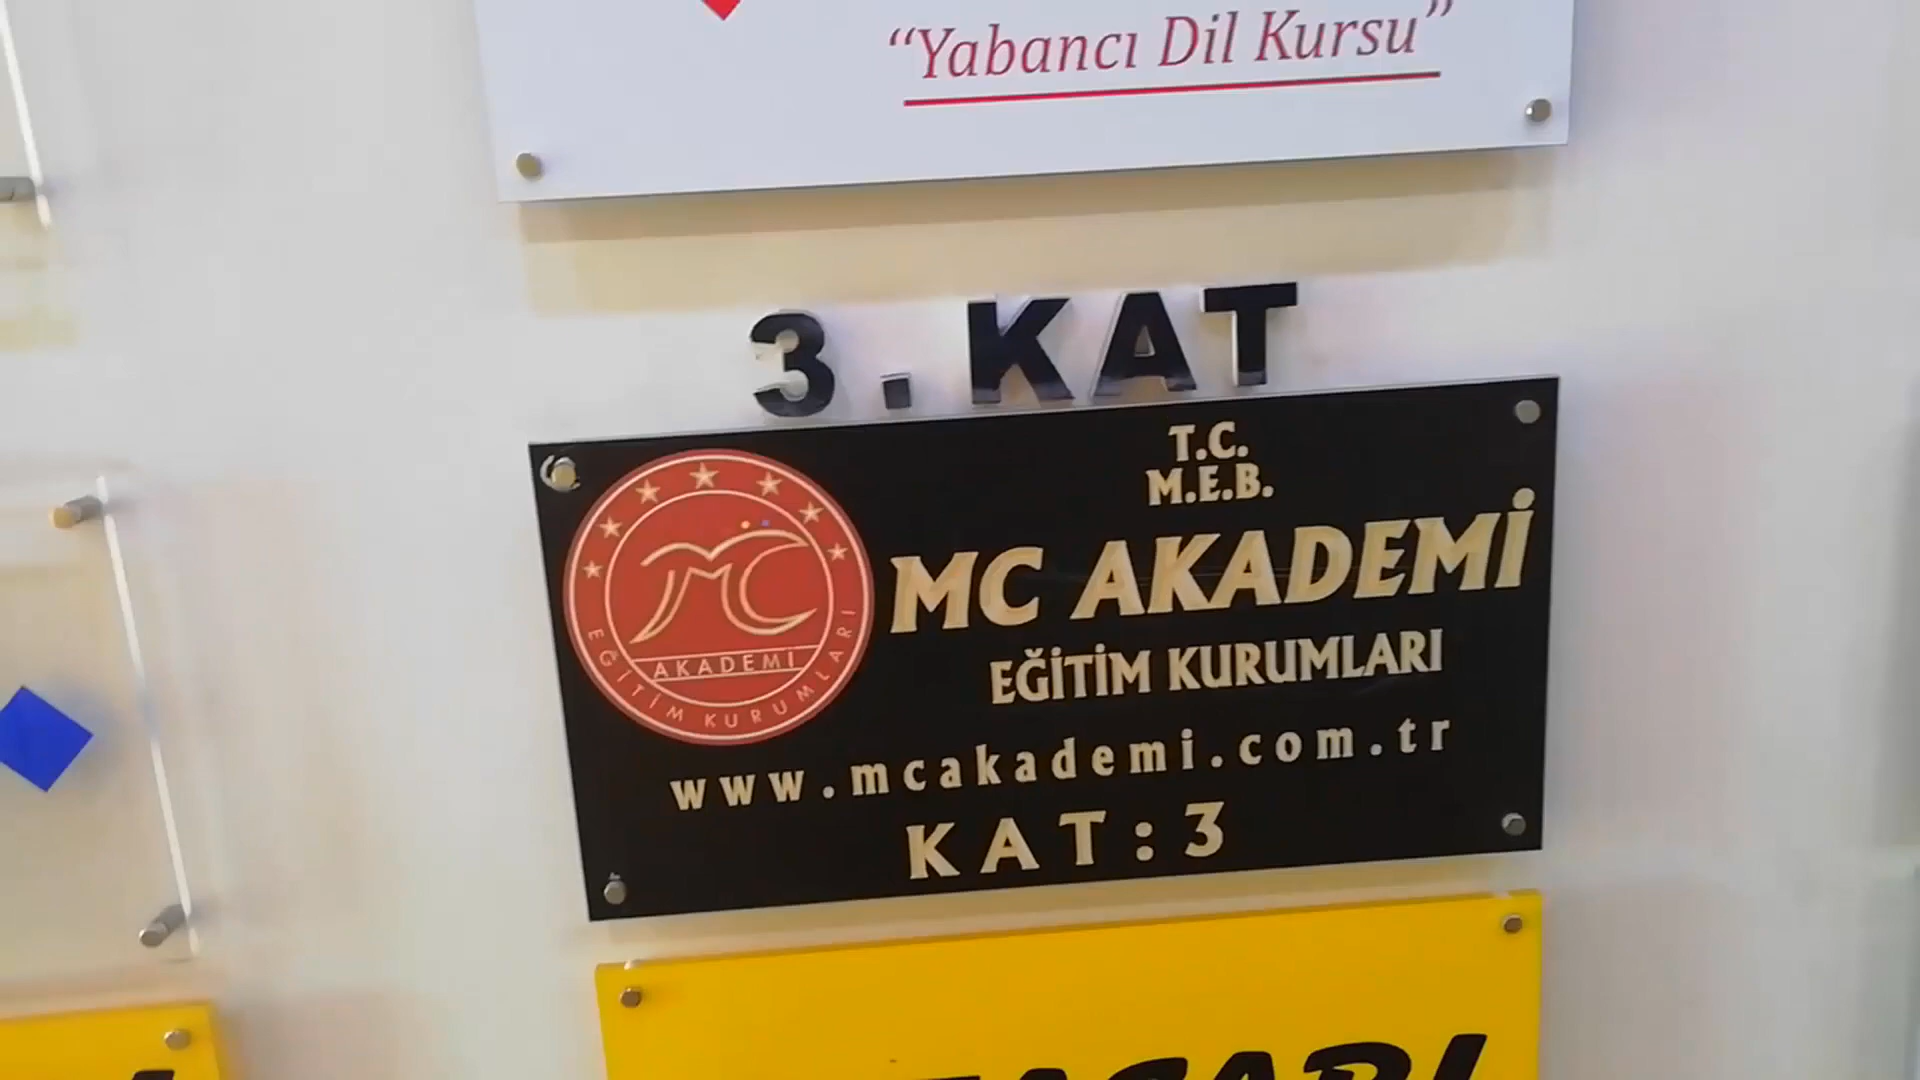 “Yabancı Dil Kursu”
3. KAT
T.C.
M.E.B.
MC AKADEMİ
EĞİTİM KURUMLARI
www.mcakademi.com.tr
KAT:3
MC
AKADEMİ
EĞİTİM KURUMLARI